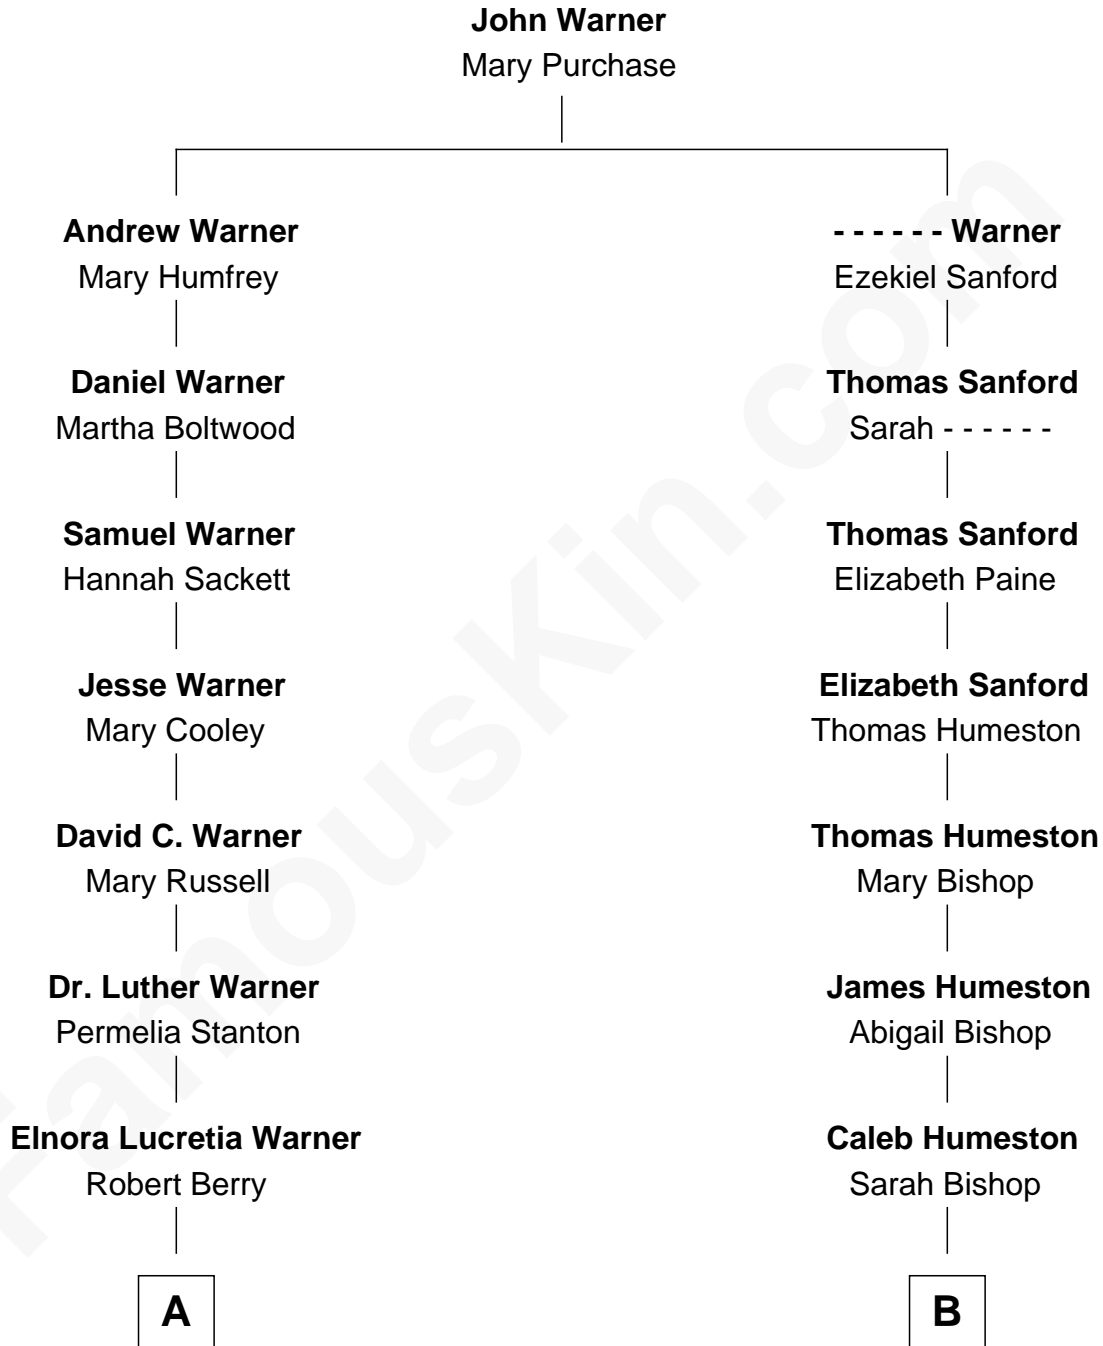 John Warner
Mary Purchase
Andrew Warner
Mary Humfrey
- - - - - - Warner
Ezekiel Sanford
Daniel Warner
Martha Boltwood
Thomas Sanford
Sarah - - - - - -
Samuel Warner
Hannah Sackett
Thomas Sanford
Elizabeth Paine
Jesse Warner
Mary Cooley
Elizabeth Sanford
Thomas Humeston
David C. Warner
Mary Russell
Thomas Humeston
Mary Bishop
Dr. Luther Warner
Permelia Stanton
James Humeston
Abigail Bishop
Elnora Lucretia Warner
Robert Berry
Caleb Humeston
Sarah Bishop
A
B
FamousKin.com